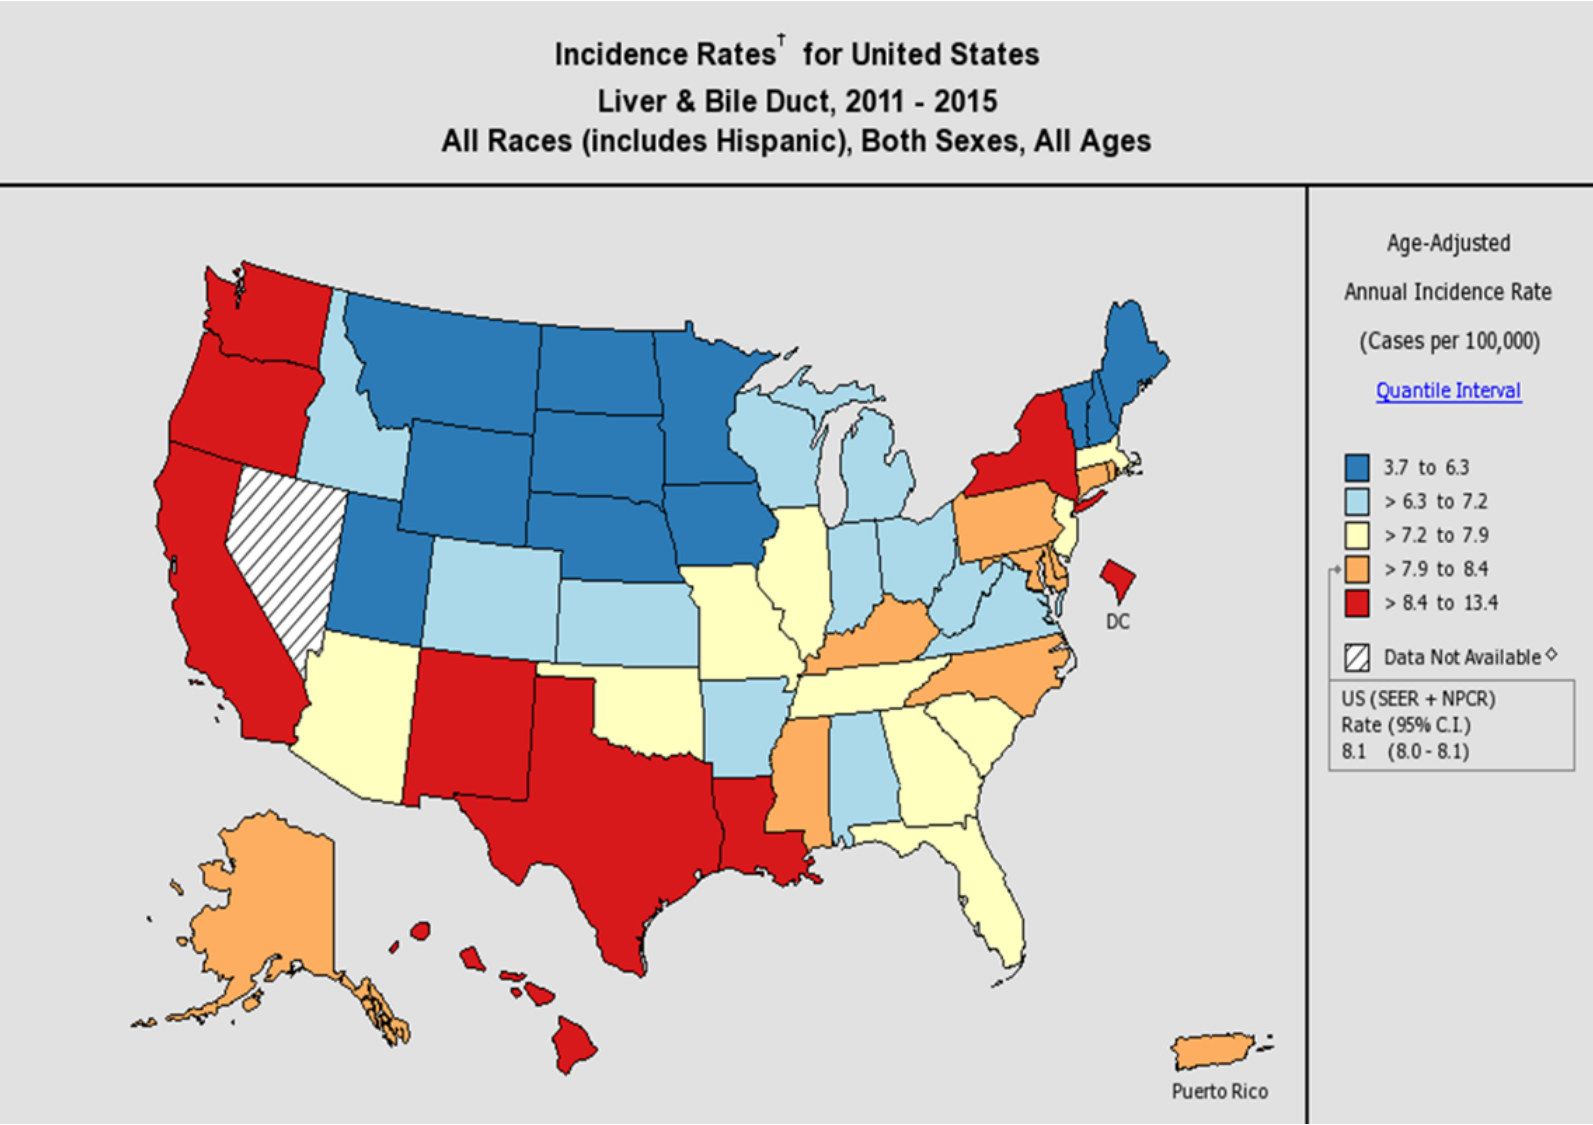 Incidence Rates† for United States
Liver & Bile Duct, 2011 - 2015
All Races (includes Hispanic), Both Sexes, All Ages
Age-Adjusted
Annual Incidence Rate
(Cases per 100,000)
Quantile Interval
3.7 to 6.3
> 6.3 to 7.2
> 7.2 to 7.9
> 7.9 to 8.4
> 8.4 to 13.4
Data Not Available ◇
US (SEER + NPCR)
Rate (95% C.I.)
8.1 (8.0 - 8.1)
DC
Puerto Rico